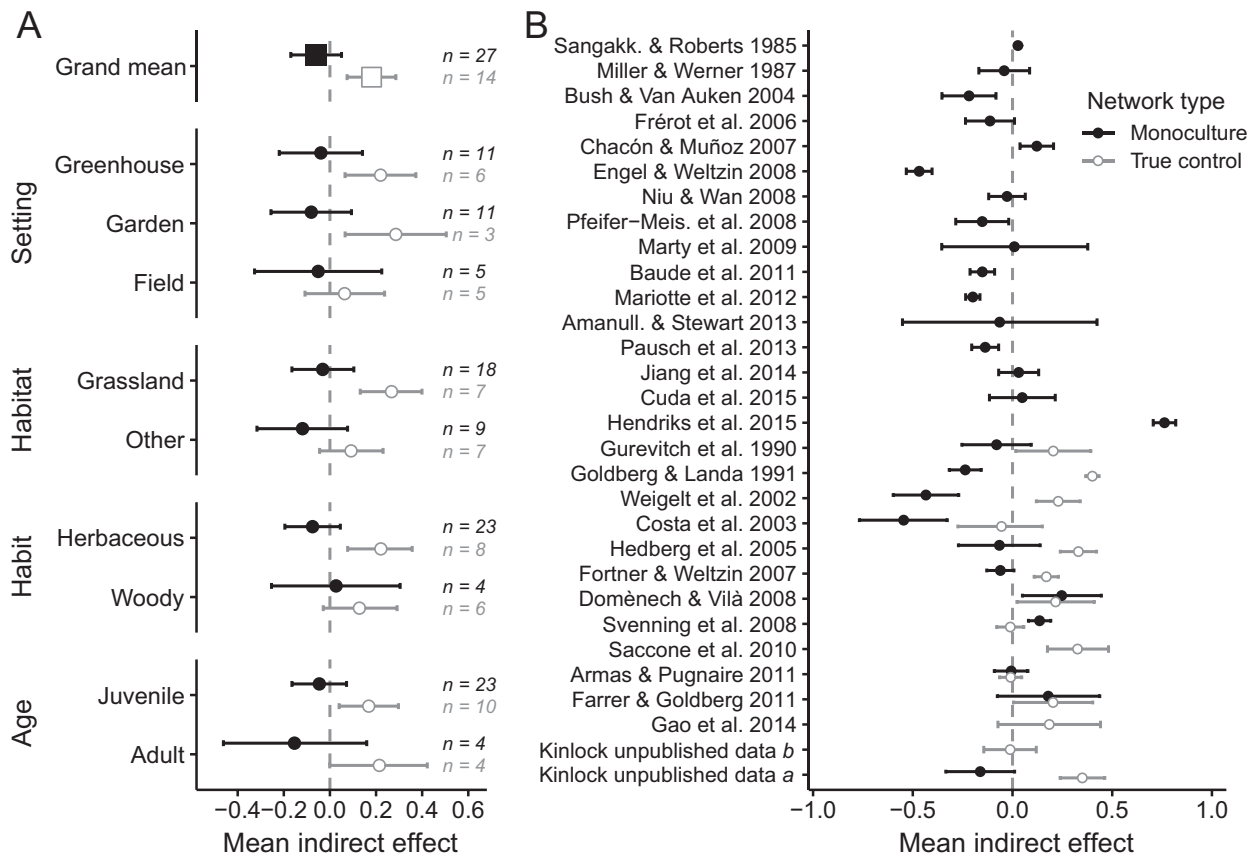 A
Grand mean
n = 27
n = 14
Setting
Greenhouse
n = 11
n = 6
Garden
n = 11
n = 3
Field
n = 5
n = 5
Habitat
Grassland
n = 18
n = 7
Other
n = 9
n = 7
Habit
Herbaceous
n = 23
n = 8
Woody
n = 4
n = 6
Age
Juvenile
n = 23
n = 10
Adult
n = 4
n = 4
−0.4 −0.2 0.0 0.2 0.4 0.6
Mean indirect effect
B
Sangakk. & Roberts 1985
Miller & Werner 1987
Bush & Van Auken 2004
Frérot et al. 2006
Chacón & Muñoz 2007
Engel & Weltzin 2008
Niu & Wan 2008
Pfeifer−Meis. et al. 2008
Marty et al. 2009
Baude et al. 2011
Mariotte et al. 2012
Amanull. & Stewart 2013
Pausch et al. 2013
Jiang et al. 2014
Cuda et al. 2015
Hendriks et al. 2015
Gurevitch et al. 1990
Goldberg & Landa 1991
Weigelt et al. 2002
Costa et al. 2003
Hedberg et al. 2005
Fortner & Weltzin 2007
Domènech & Vilà 2008
Svenning et al. 2008
Saccone et al. 2010
Armas & Pugnaire 2011
Farrer & Goldberg 2011
Gao et al. 2014
Kinlock unpublished data b
Kinlock unpublished data a
−1.0 −0.5 0.0 0.5 1.0
Mean indirect effect
Network type
Monoculture
True control